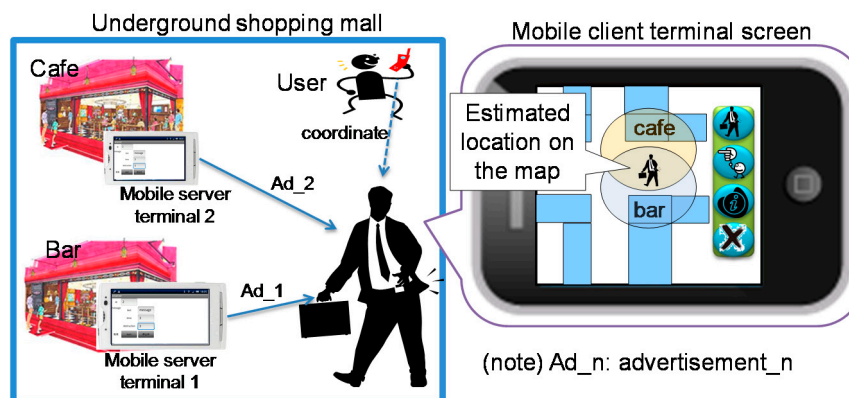 Underground shopping mall
Mobile client terminal screen
Cafe
User
coordinate
Mobile server
terminal 2
Ad_2
Bar
Ad_1
Mobile server
terminal 1
Estimated
location on
the map
cafe
bar
(note) Ad_n: advertisement_n